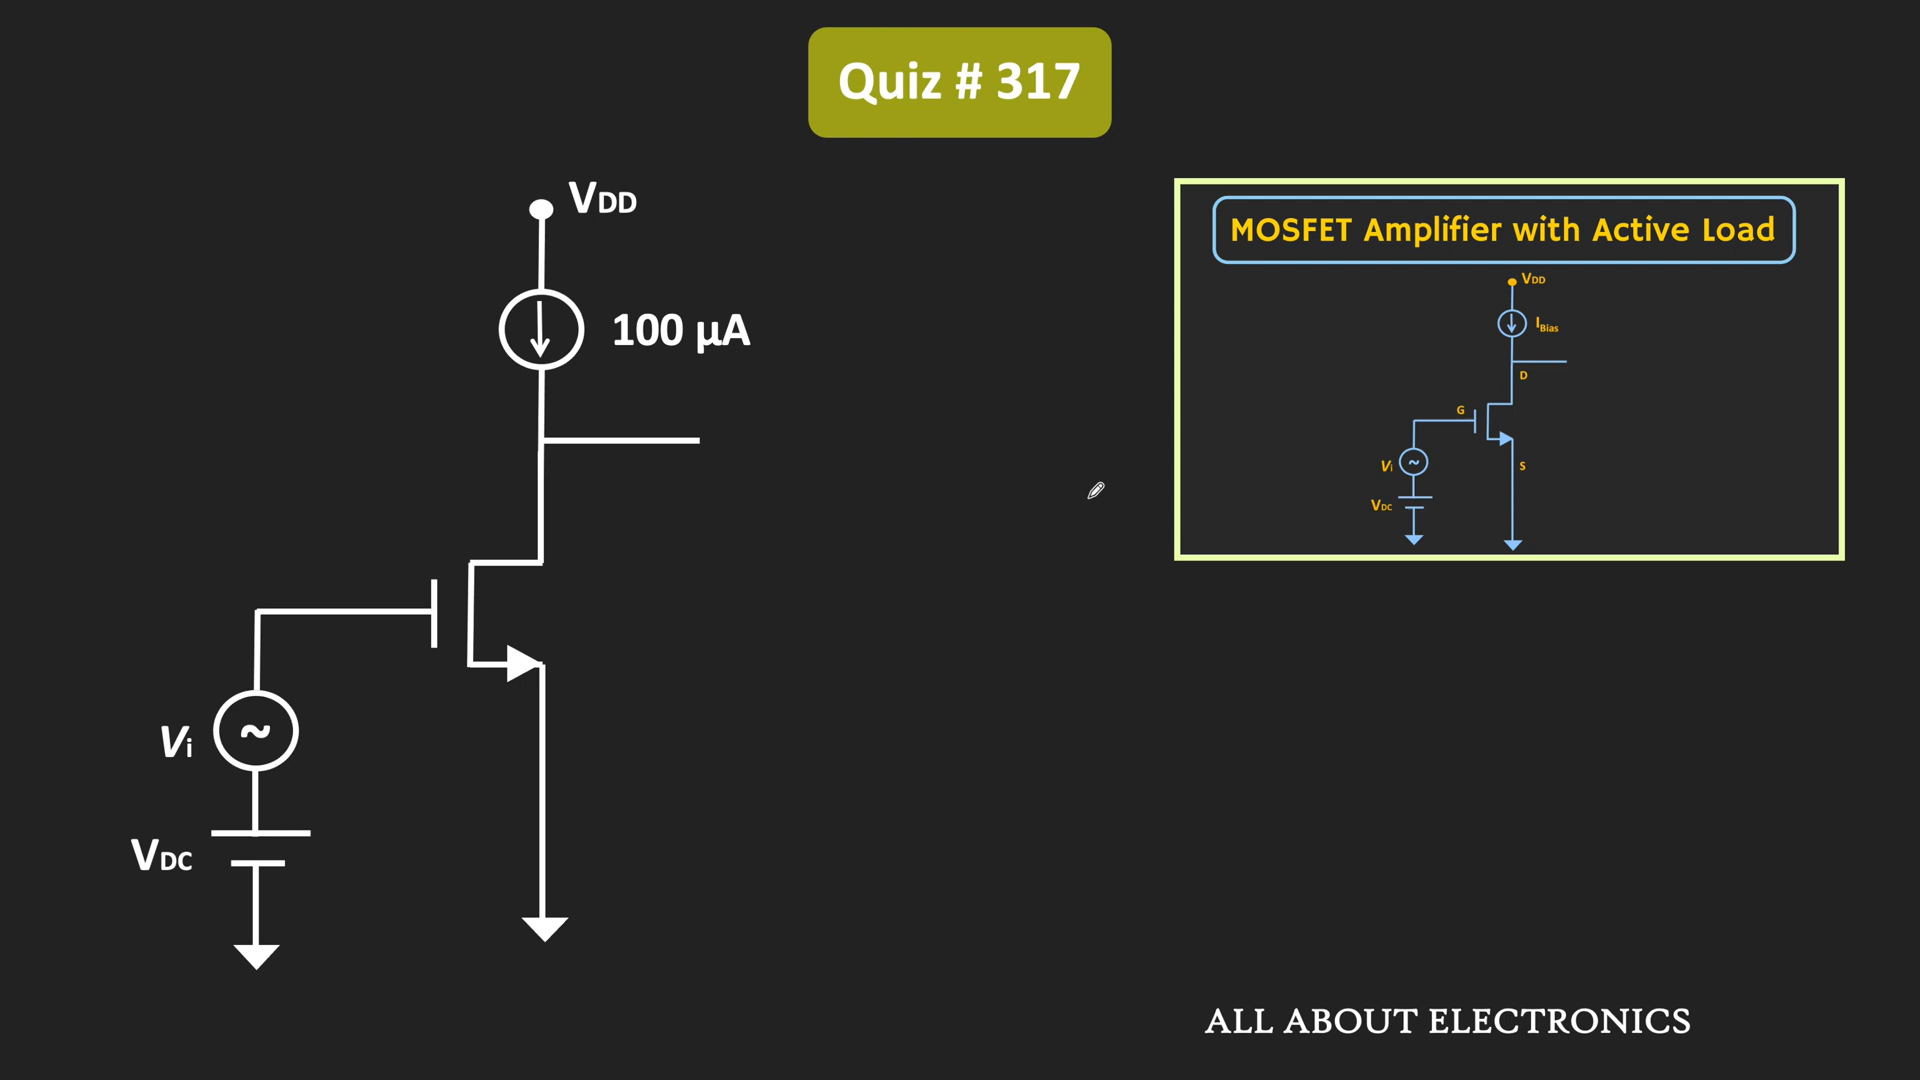 Quiz # 317
VDD
100 µA
Vi
~
VDC
MOSFET Amplifier with Active Load
VDD
IBias
D
G
Vi
~
S
VDC
ALL ABOUT ELECTRONICS